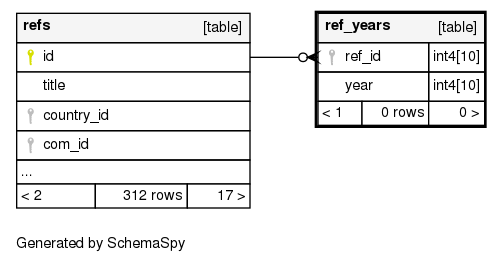 refs [table]
id
title
country_id
com_id
...
< 2 312 rows 17 >
ref_years [table]
ref_id int4[10]
year int4[10]
< 1 0 rows 0 >
Generated by SchemaSpy